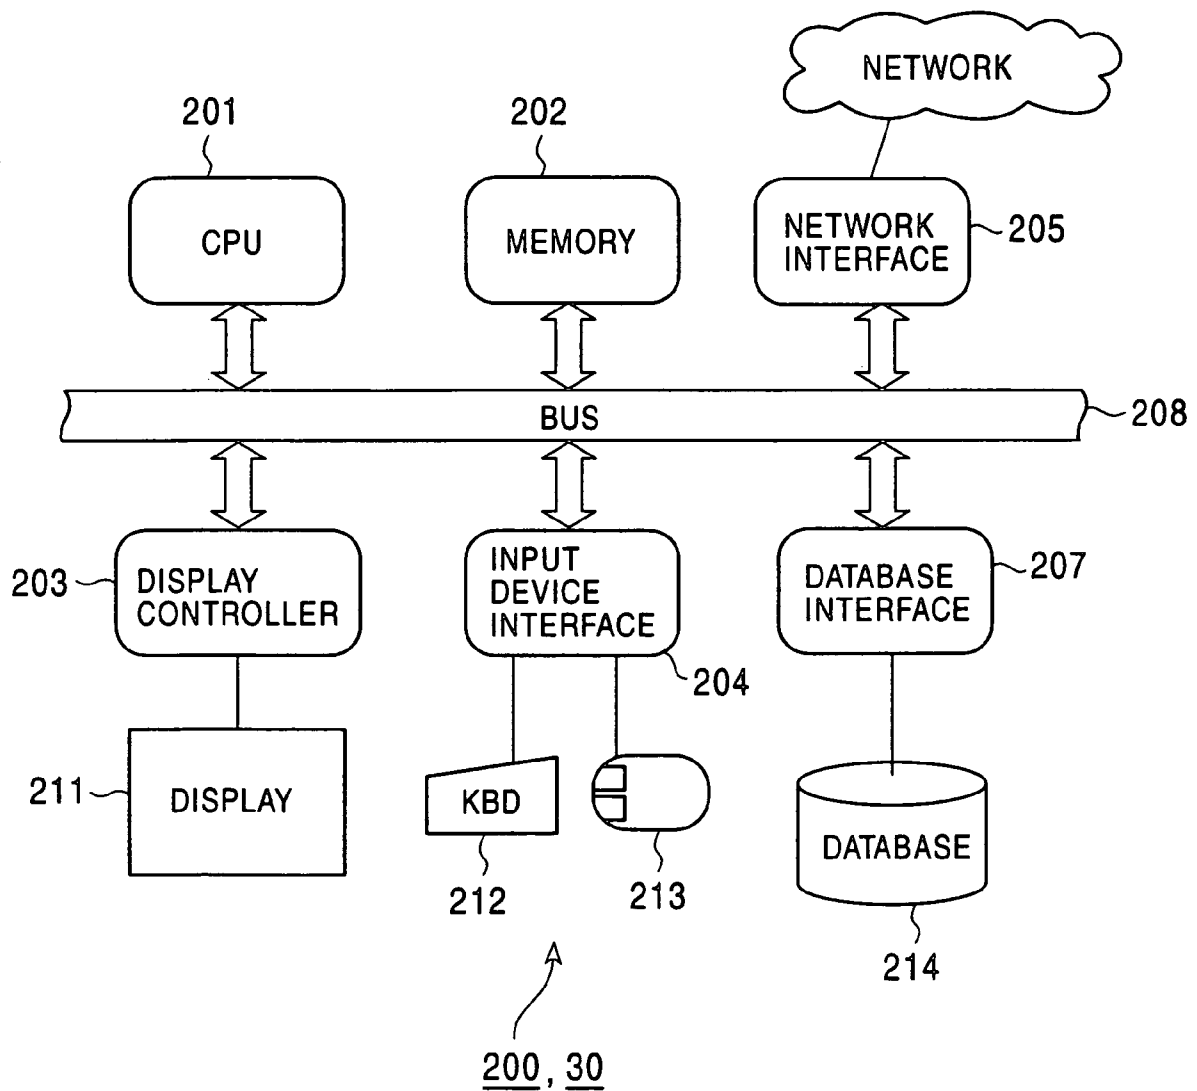 NETWORK
201
202
CPU
MEMORY
NETWORK
INTERFACE
205
BUS
208
203
DISPLAY
CONTROLLER
INPUT
DEVICE
INTERFACE
204
DATABASE
INTERFACE
207
211
DISPLAY
KBD
212
213
DATABASE
214
200, 30